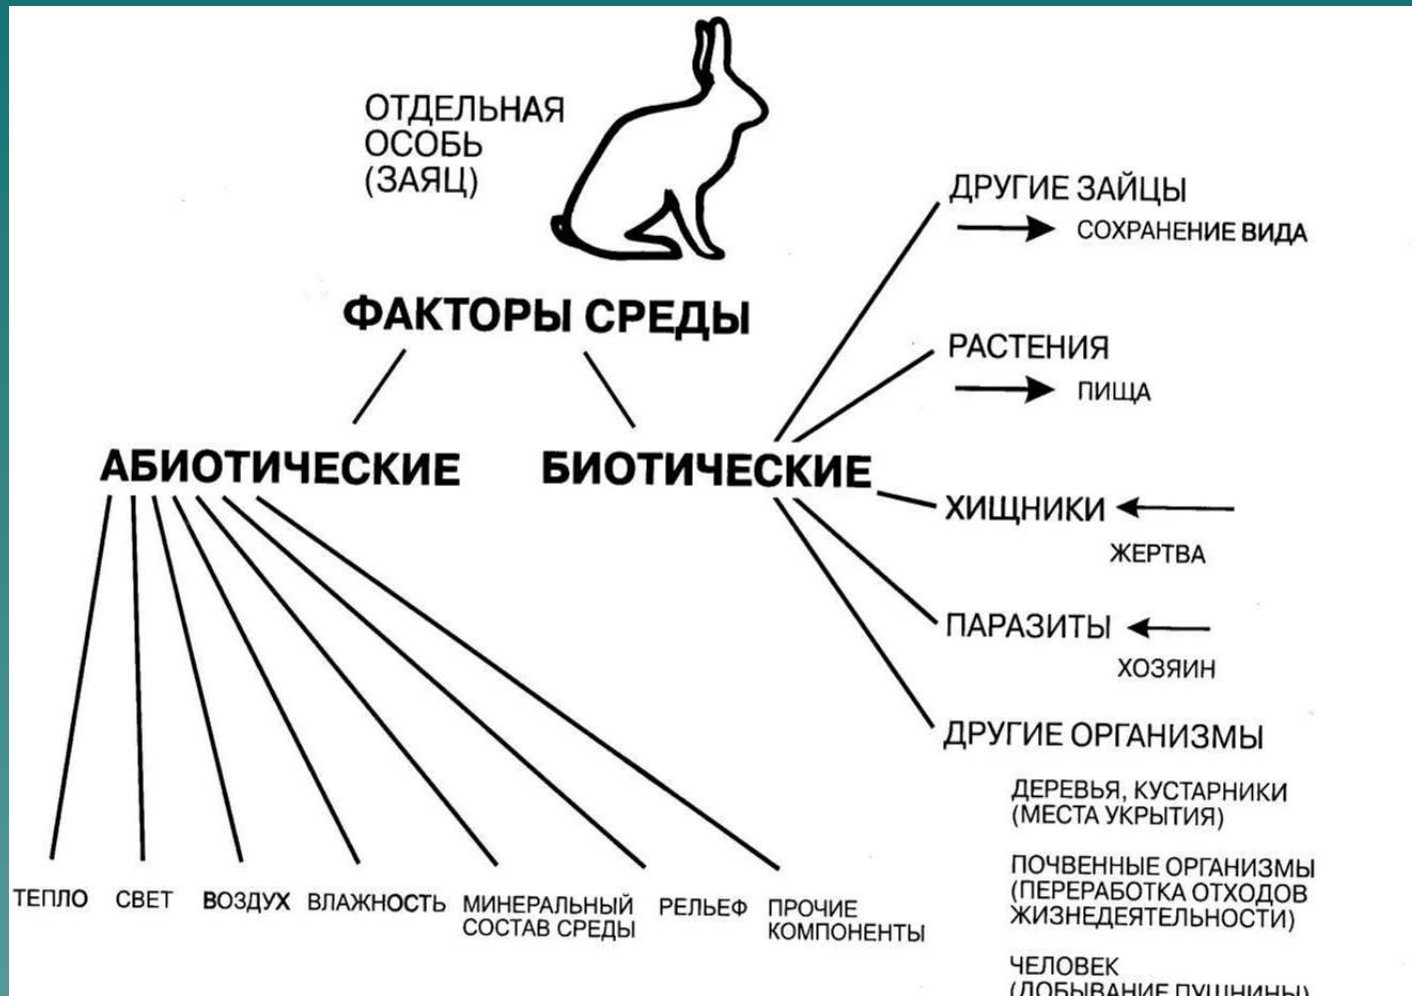 ОТДЕЛЬНАЯ
ОСОБЬ
(ЗАЯЦ)
ФАКТОРЫ СРЕДЫ
АБИОТИЧЕСКИЕ
БИОТИЧЕСКИЕ
ДРУГИЕ ЗАЙЦЫ
СОХРАНЕНИЕ ВИДА
РАСТЕНИЯ
ПИЩА
ХИЩНИКИ
ЖЕРТВА
ПАРАЗИТЫ
ХОЗЯИН
ДРУГИЕ ОРГАНИЗМЫ
ДЕРЕВЬЯ, КУСТАРНИКИ
(МЕСТА УКРЫТИЯ)
ПОЧВЕННЫЕ ОРГАНИЗМЫ
(ПЕРЕРАБОТКА ОТХОДОВ
ЖИЗНЕДЕЯТЕЛЬНОСТИ)
ЧЕЛОВЕК
(ДОБЫВАНИЕ ПУШНИНЫ)
ТЕПЛО
СВЕТ
ВОЗДУХ
ВЛАЖНОСТЬ
МИНЕРАЛЬНЫЙ
СОСТАВ СРЕДЫ
РЕЛЬЕФ
ПРОЧИЕ
КОМПОНЕНТЫ